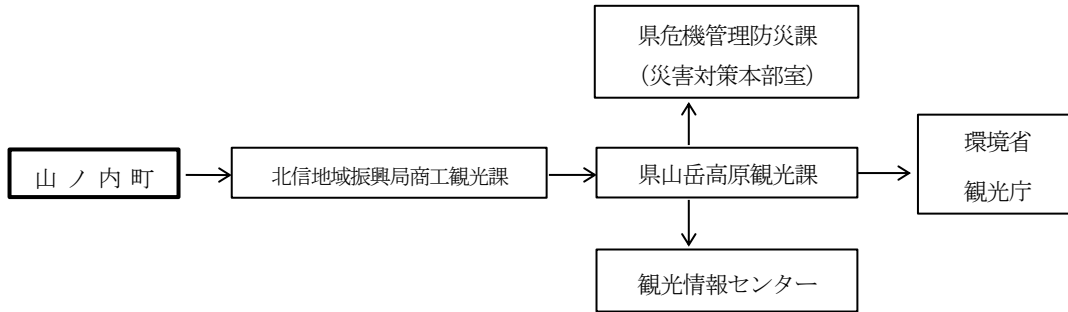 県危機管理防災課
(災害対策本部室)
山ノ内町
北信地域振興局商工観光課
県山岳高原観光課
環境省
観光庁
観光情報センター